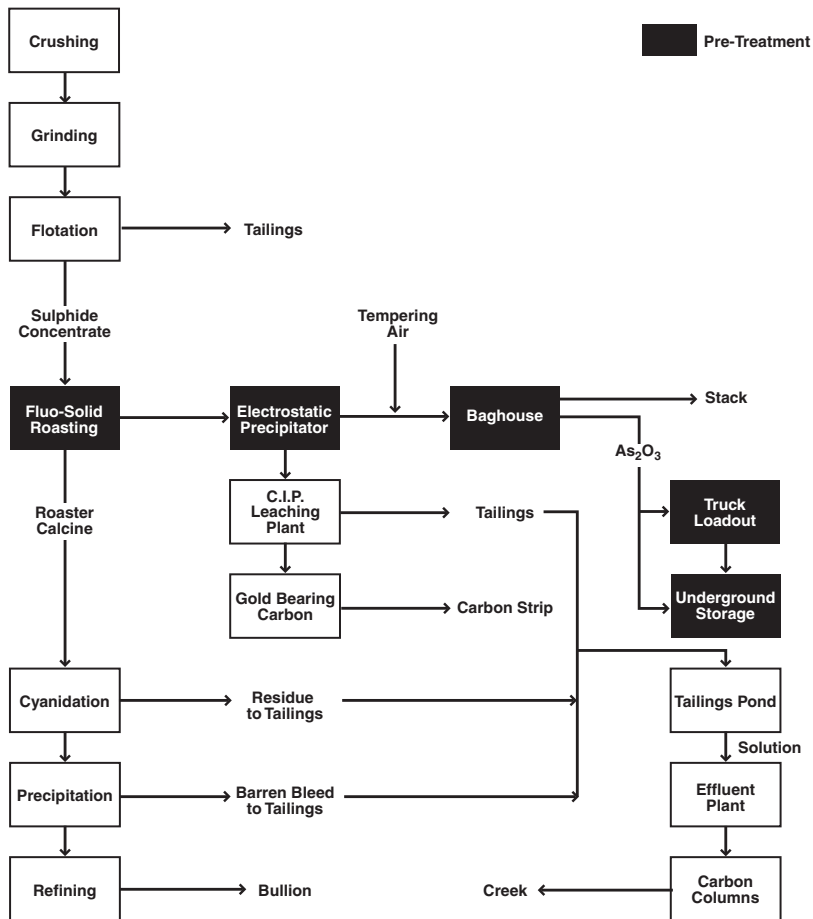 Crushing
Pre-Treatment
Grinding
Flotation
Tailings
Sulphide
Concentrate
Tempering
Air
Fluo-Solid
Roasting
Electrostatic
Precipitator
Baghouse
Stack
As₂O₃
Roaster
Calcine
C.I.P.
Leaching
Plant
Tailings
Truck
Loadout
Gold Bearing
Carbon
Carbon Strip
Underground
Storage
Cyanidation
Residue
to Tailings
Tailings Pond
Solution
Precipitation
Barren Bleed
to Tailings
Effluent
Plant
Refining
Bullion
Creek
Carbon
Columns